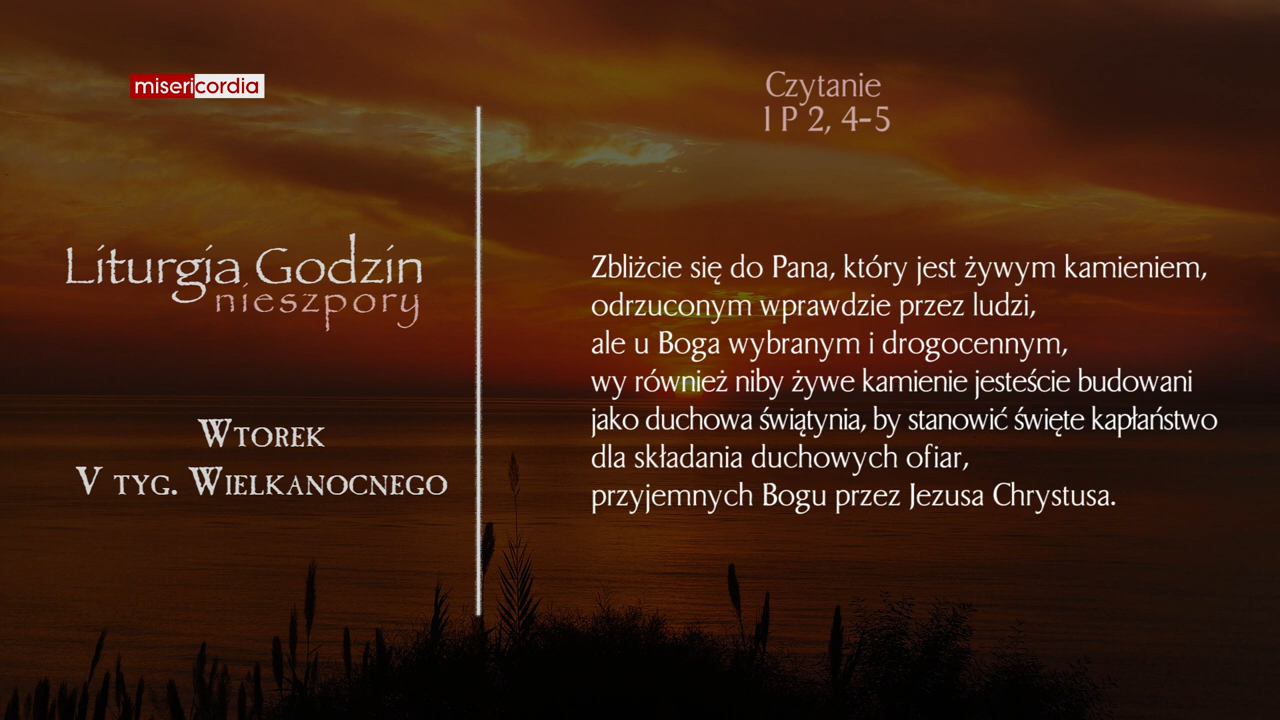 misericordia
Liturgia Godzin
nieszpory
Wtorek
V tyg. Wielkanocnego
Czytanie
1 P 2, 4-5
Zbliżcie się do Pana, który jest żywym kamieniem,
odrzuconym wprawdzie przez ludzi,
ale u Boga wybranym i drogocennym,
wy również niby żywe kamienie jesteście budowani
jako duchowa świątynia, by stanowić święte kapłaństwo
dla składania duchowych ofiar,
przyjemnych Bogu przez Jezusa Chrystusa.